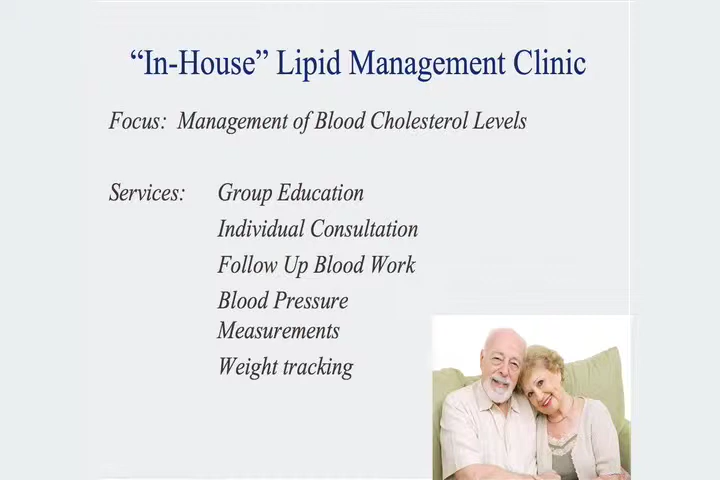 “In-House” Lipid Management Clinic
Focus: Management of Blood Cholesterol Levels
Services: Group Education
Individual Consultation
Follow Up Blood Work
Blood Pressure
Measurements
Weight tracking